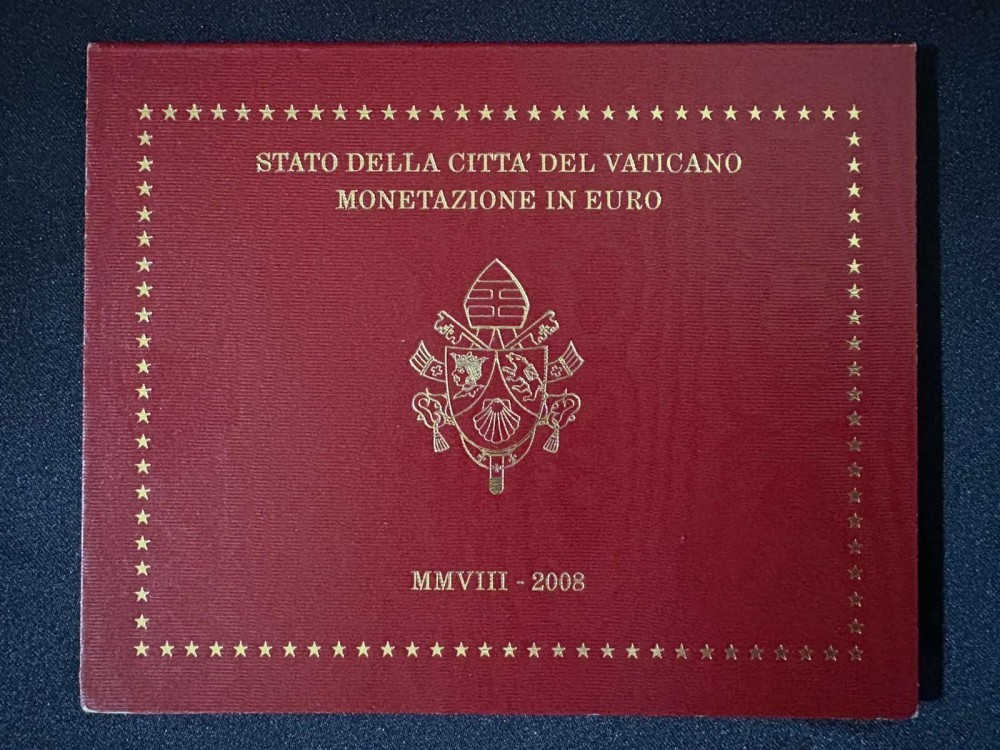 STATO DELLA CITTA' DEL VATICANO
MONETAZIONE IN EURO
MMVIII - 2008